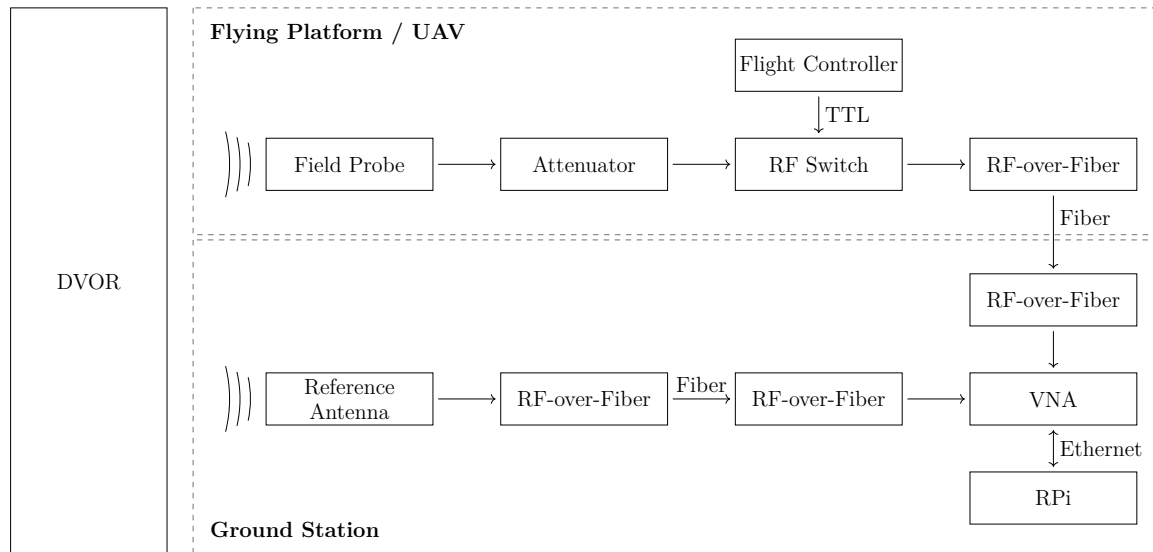 Flying Platform / UAV
Flight Controller
TTL
Field Probe
Attenuator
RF Switch
RF-over-Fiber
Fiber
DVOR
RF-over-Fiber
Reference
Antenna
RF-over-Fiber
Fiber
RF-over-Fiber
VNA
Ethernet
RPi
Ground Station